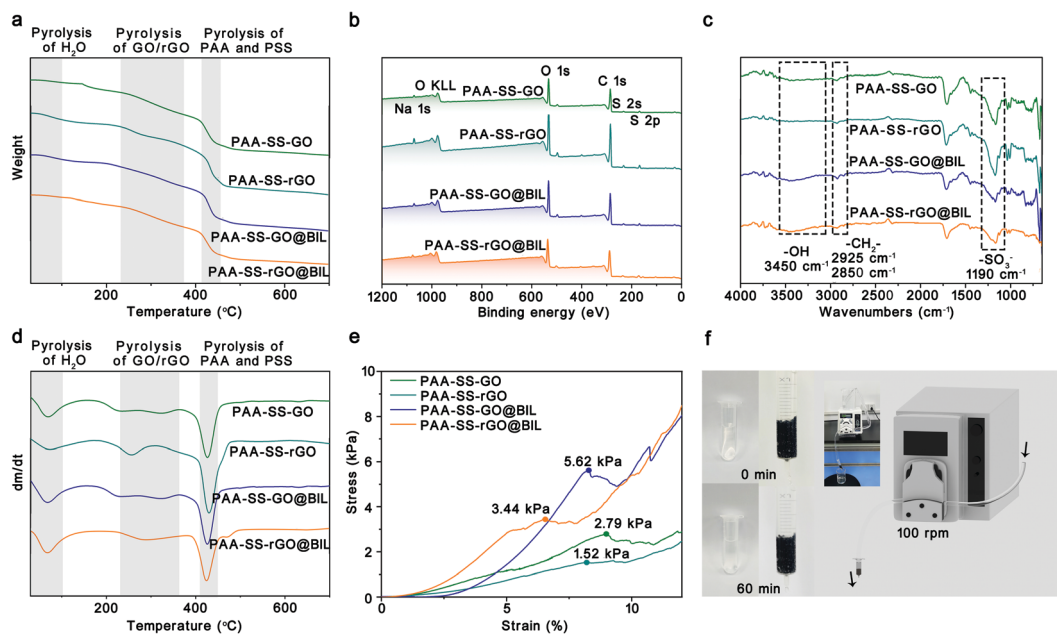 a
Pyrolysis
of H2O
Pyrolysis
of GO/rGO
Pyrolysis of
PAA and PSS
Weight
PAA-SS-GO
PAA-SS-rGO
PAA-SS-GO@BIL
PAA-SS-rGO@BIL
200
400
600
Temperature (°C)
b
O 1s
O KLL
C 1s
PAA-SS-GO
Na 1s
S 2s
S 2p
PAA-SS-rGO
PAA-SS-GO@BIL
PAA-SS-rGO@BIL
1200
1000
800
600
400
200
0
Binding energy (eV)
c
PAA-SS-GO
PAA-SS-rGO
PAA-SS-GO@BIL
PAA-SS-rGO@BIL
-OH
3450 cm⁻¹
-CH2-
2925 cm⁻¹
2850 cm⁻¹
-SO3⁻
1190 cm⁻¹
4000
3500
3000
2500
2000
1500
1000
Wavenumbers (cm⁻¹)
d
Pyrolysis
of H2O
Pyrolysis
of GO/rGO
Pyrolysis of
PAA and PSS
dm/dt
PAA-SS-GO
PAA-SS-rGO
PAA-SS-GO@BIL
PAA-SS-rGO@BIL
200
400
600
Temperature (°C)
e
PAA-SS-GO
PAA-SS-rGO
PAA-SS-GO@BIL
PAA-SS-rGO@BIL
Stress (kPa)
10
8
6
4
2
0
5.62 kPa
3.44 kPa
2.79 kPa
1.52 kPa
0
5
10
Strain (%)
f
0 min
60 min
100 rpm